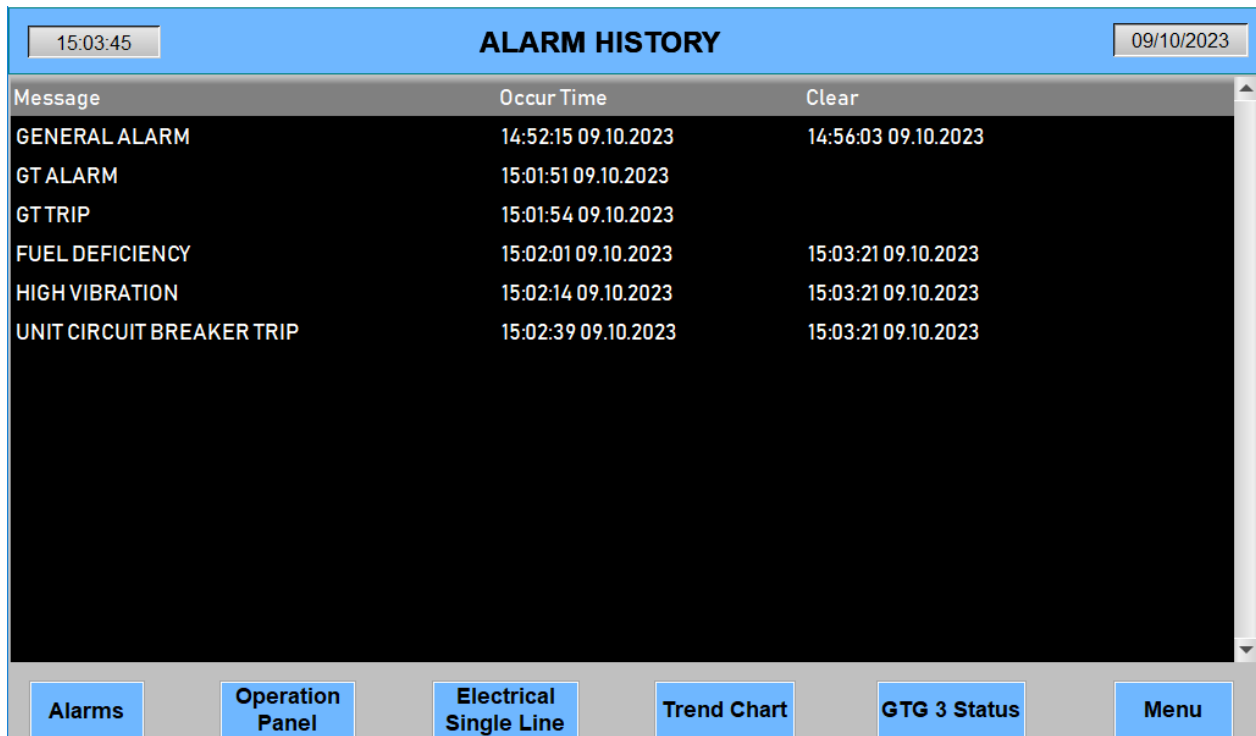 15:03:45 ALARM HISTORY 09/10/2023
Message Occur Time Clear
GENERAL ALARM 14:52:15 09.10.2023 14:56:03 09.10.2023
GT ALARM 15:01:51 09.10.2023
GT TRIP 15:01:54 09.10.2023
FUEL DEFICIENCY 15:02:01 09.10.2023 15:03:21 09.10.2023
HIGH VIBRATION 15:02:14 09.10.2023 15:03:21 09.10.2023
UNIT CIRCUIT BREAKER TRIP 15:02:39 09.10.2023 15:03:21 09.10.2023
Alarms
Operation
Panel
Electrical
Single Line
Trend Chart
GTG 3 Status
Menu